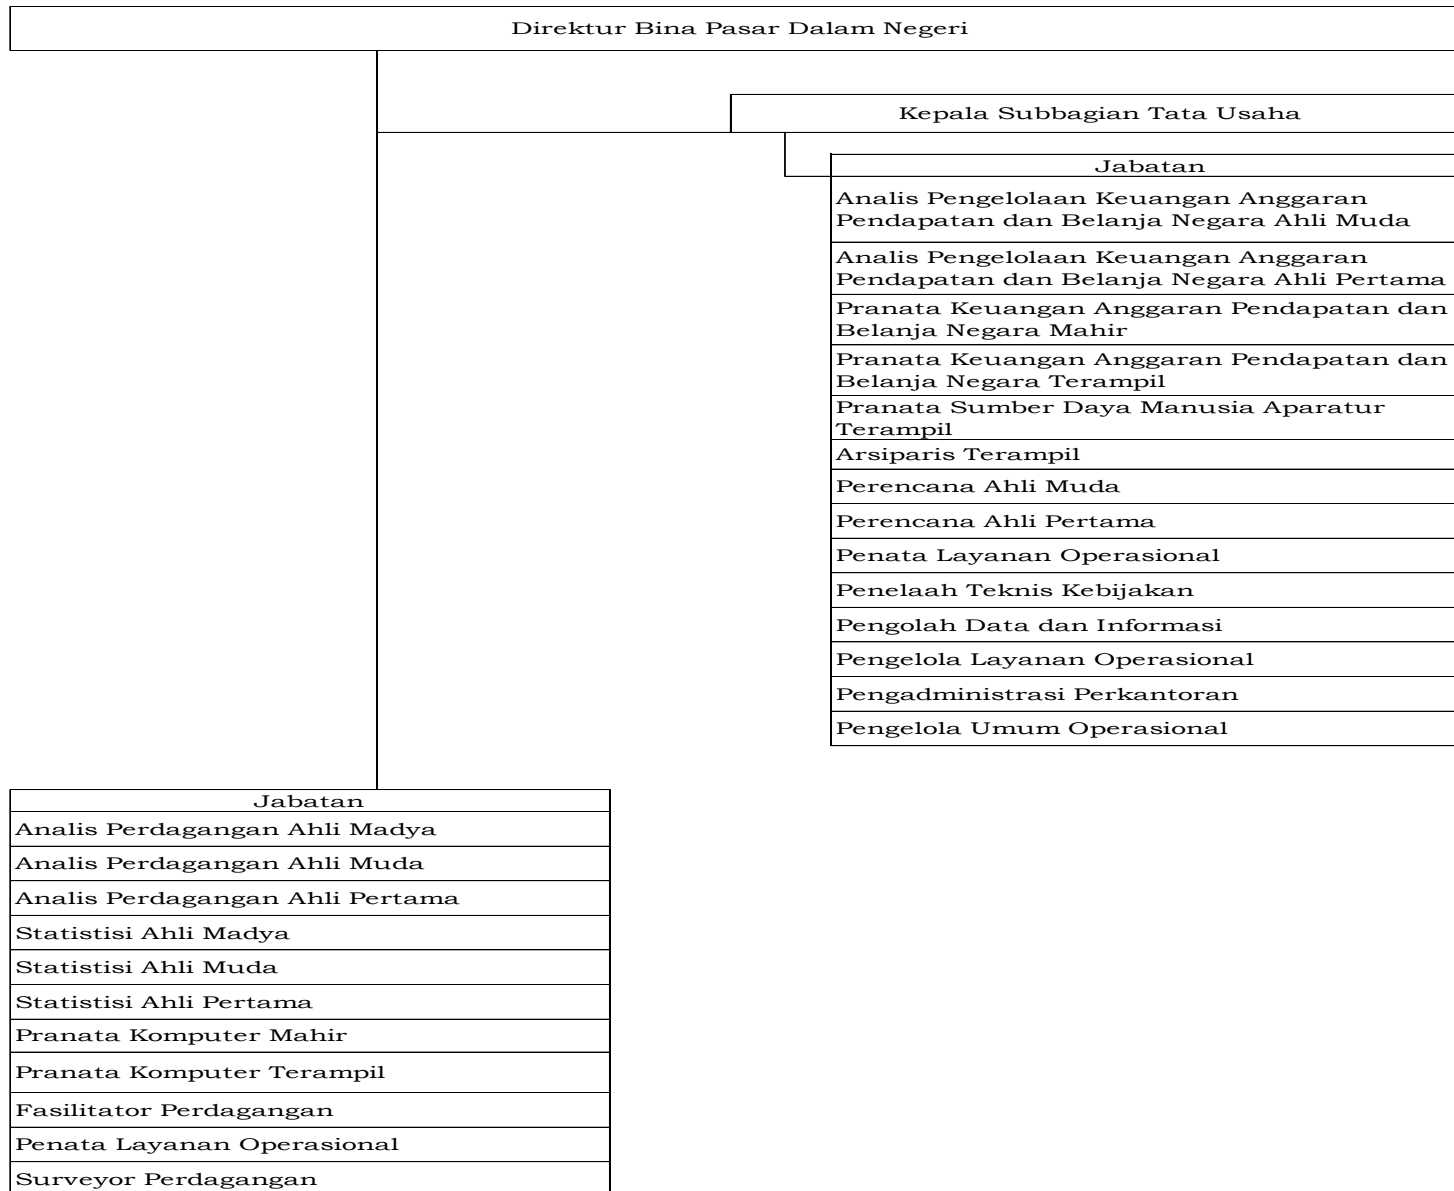 Direktur Bina Pasar Dalam Negeri
Kepala Subbagian Tata Usaha
Jabatan
Analis Pengelolaan Keuangan Anggaran
Pendapatan dan Belanja Negara Ahli Muda
Analis Pengelolaan Keuangan Anggaran
Pendapatan dan Belanja Negara Ahli Pertama
Pranata Keuangan Anggaran Pendapatan dan
Belanja Negara Mahir
Pranata Keuangan Anggaran Pendapatan dan
Belanja Negara Terampil
Pranata Sumber Daya Manusia Aparatur
Terampil
Arsiparis Terampil
Perencana Ahli Muda
Perencana Ahli Pertama
Penata Layanan Operasional
Penelaah Teknis Kebijakan
Pengolah Data dan Informasi
Pengelola Layanan Operasional
Pengadministrasi Perkantoran
Pengelola Umum Operasional
Jabatan
Analis Perdagangan Ahli Madya
Analis Perdagangan Ahli Muda
Analis Perdagangan Ahli Pertama
Statistisi Ahli Madya
Statistisi Ahli Muda
Statistisi Ahli Pertama
Pranata Komputer Mahir
Pranata Komputer Terampil
Fasilitator Perdagangan
Penata Layanan Operasional
Surveyor Perdagangan